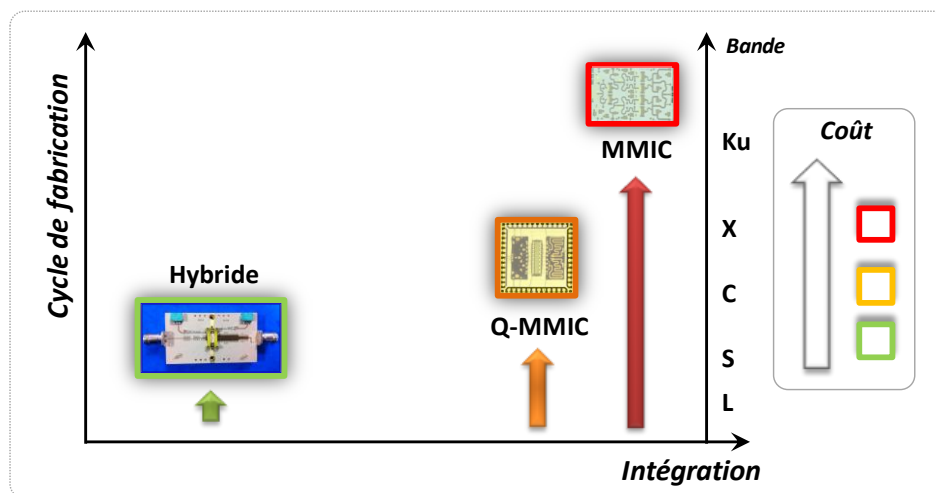 Cycle de fabrication
Bande
MMIC
Ku
Coût
X
Hybride
C
Q-MMIC
S
L
Intégration